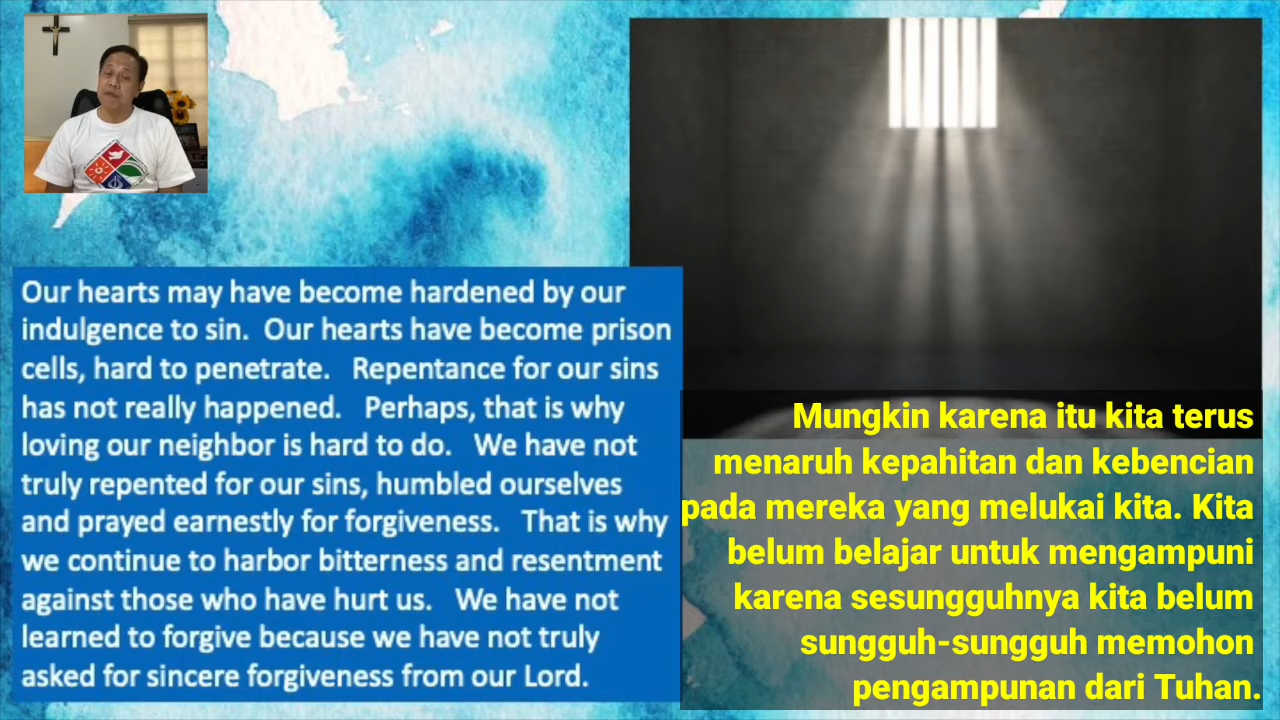 Our hearts may have become hardened by our
indulgence to sin.  Our hearts have become prison
cells, hard to penetrate.   Repentance for our sins
has not really happened.   Perhaps, that is why
loving our neighbor is hard to do.   We have not
truly repented for our sins, humbled ourselves
and prayed earnestly for forgiveness.   That is why
we continue to harbor bitterness and resentment
against those who have hurt us.   We have not
learned to forgive because we have not truly
asked for sincere forgiveness from our Lord.
Mungkin karena itu kita terus
menaruh kepahitan dan kebencian
pada mereka yang melukai kita. Kita
belum belajar untuk mengampuni
karena sesungguhnya kita belum
sungguh-sungguh memohon
pengampunan dari Tuhan.